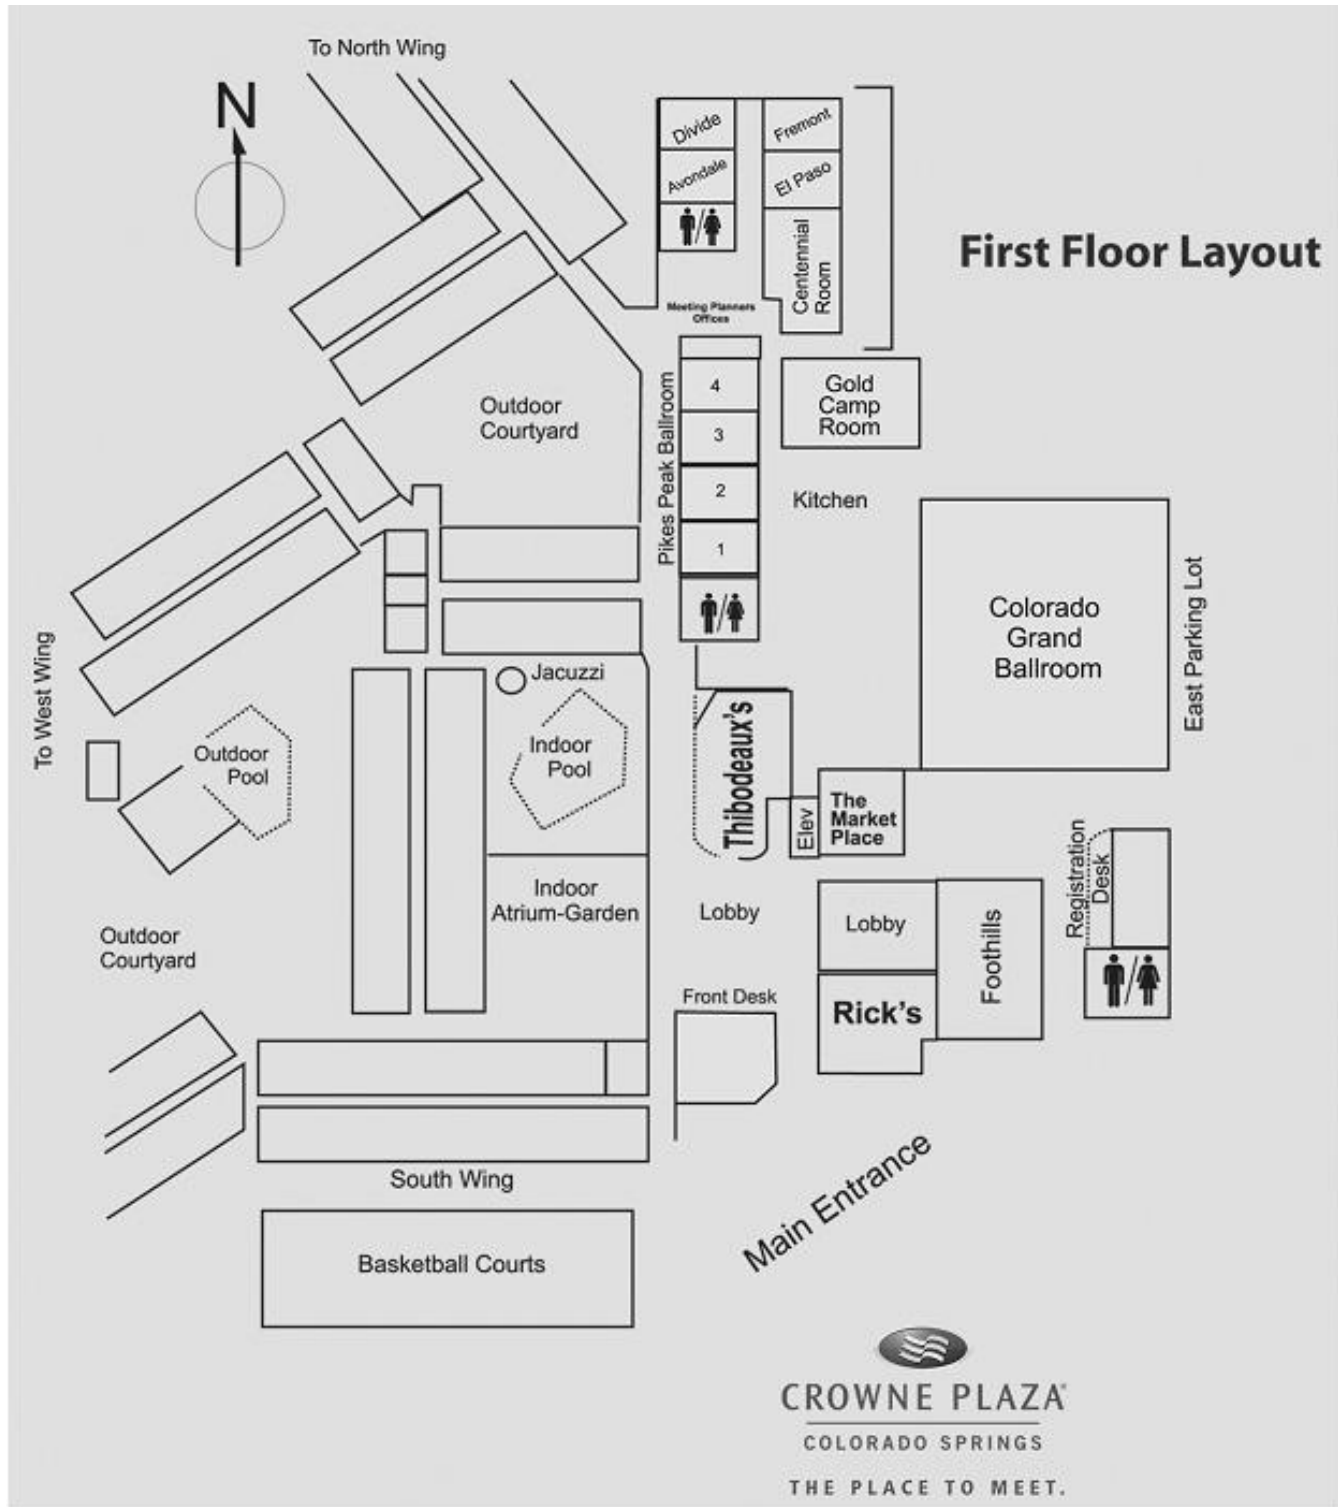 To North Wing
N
Divide
Fremont
Avondale
El Paso
Centennial
Room
First Floor Layout
Meeting Planners
Offices
Pikes Peak Ballroom
4
3
2
1
Gold
Camp
Room
Outdoor
Courtyard
Kitchen
Colorado
Grand
Ballroom
East Parking Lot
To West Wing
Jacuzzi
Indoor
Pool
Outdoor
Pool
Thibodeaux's
Elev
The
Market
Place
Registration
Desk
Indoor
Atrium-Garden
Lobby
Lobby
Foothills
Outdoor
Courtyard
Front Desk
Rick's
South Wing
Main Entrance
Basketball Courts
CROWNE PLAZA®
COLORADO SPRINGS
THE PLACE TO MEET.